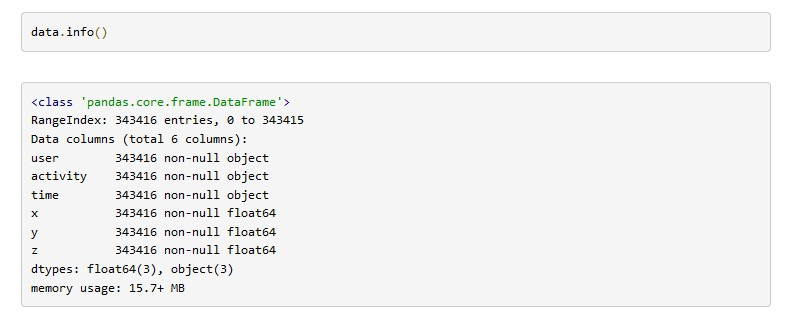 data.info()
<class 'pandas.core.frame.DataFrame'>
RangeIndex: 343416 entries, 0 to 343415
Data columns (total 6 columns):
user        343416 non-null object
activity    343416 non-null object
time        343416 non-null object
x           343416 non-null float64
y           343416 non-null float64
z           343416 non-null float64
dtypes: float64(3), object(3)
memory usage: 15.7+ MB